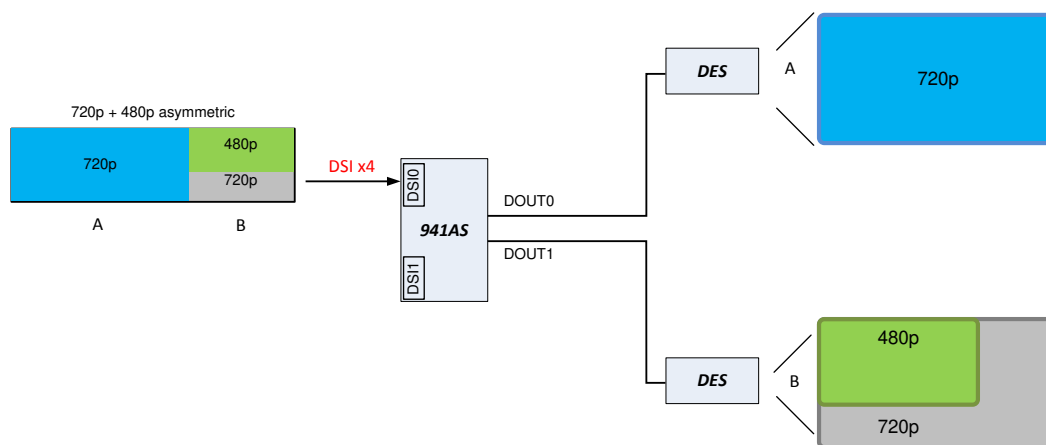 720p + 480p asymmetric
720p
480p
720p
A
B
DSI x4
DSI0
941AS
DSI1
DOUT0
DOUT1
DES
A
720p
DES
B
480p
720p